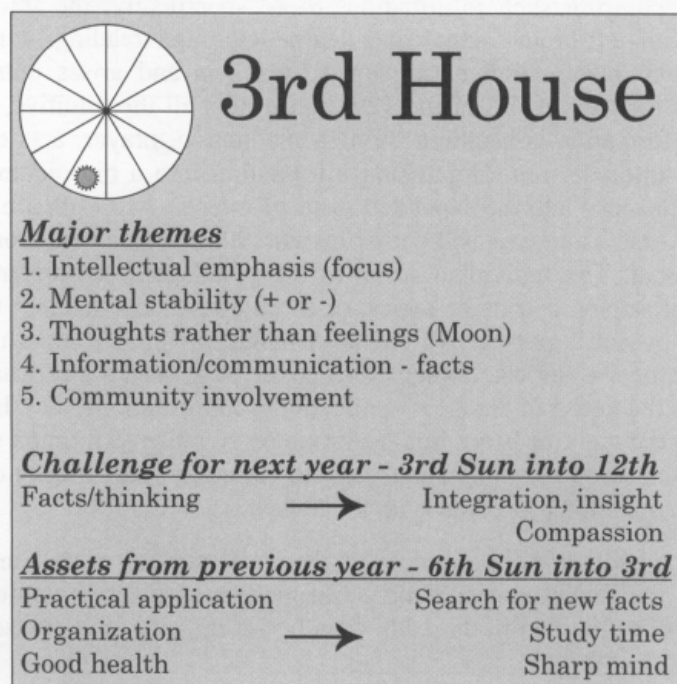 3rd House
Major themes
1. Intellectual emphasis (focus)
2. Mental stability (+ or -)
3. Thoughts rather than feelings (Moon)
4. Information/communication - facts
5. Community involvement
Challenge for next year - 3rd Sun into 12th
Facts/thinking → Integration, insight
Compassion
Assets from previous year - 6th Sun into 3rd
Practical application Search for new facts
Organization → Study time
Good health Sharp mind